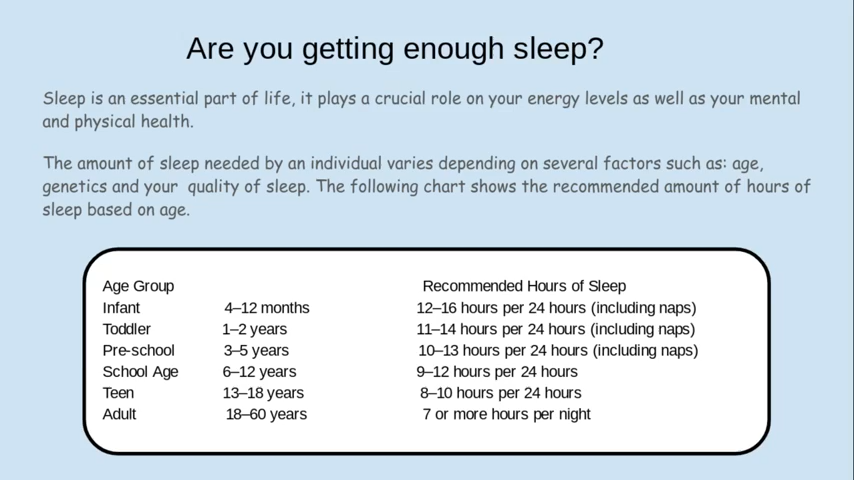 Are you getting enough sleep?
Sleep is an essential part of life, it plays a crucial role on your energy levels as well as your mental
and physical health.
The amount of sleep needed by an individual varies depending on several factors such as: age,
genetics and your  quality of sleep. The following chart shows the recommended amount of hours of
sleep based on age.
Age Group Recommended Hours of Sleep
Infant 4–12 months 12–16 hours per 24 hours (including naps)
Toddler 1–2 years 11–14 hours per 24 hours (including naps)
Pre-school 3–5 years 10–13 hours per 24 hours (including naps)
School Age 6–12 years 9–12 hours per 24 hours
Teen 13–18 years 8–10 hours per 24 hours
Adult 18–60 years 7 or more hours per night